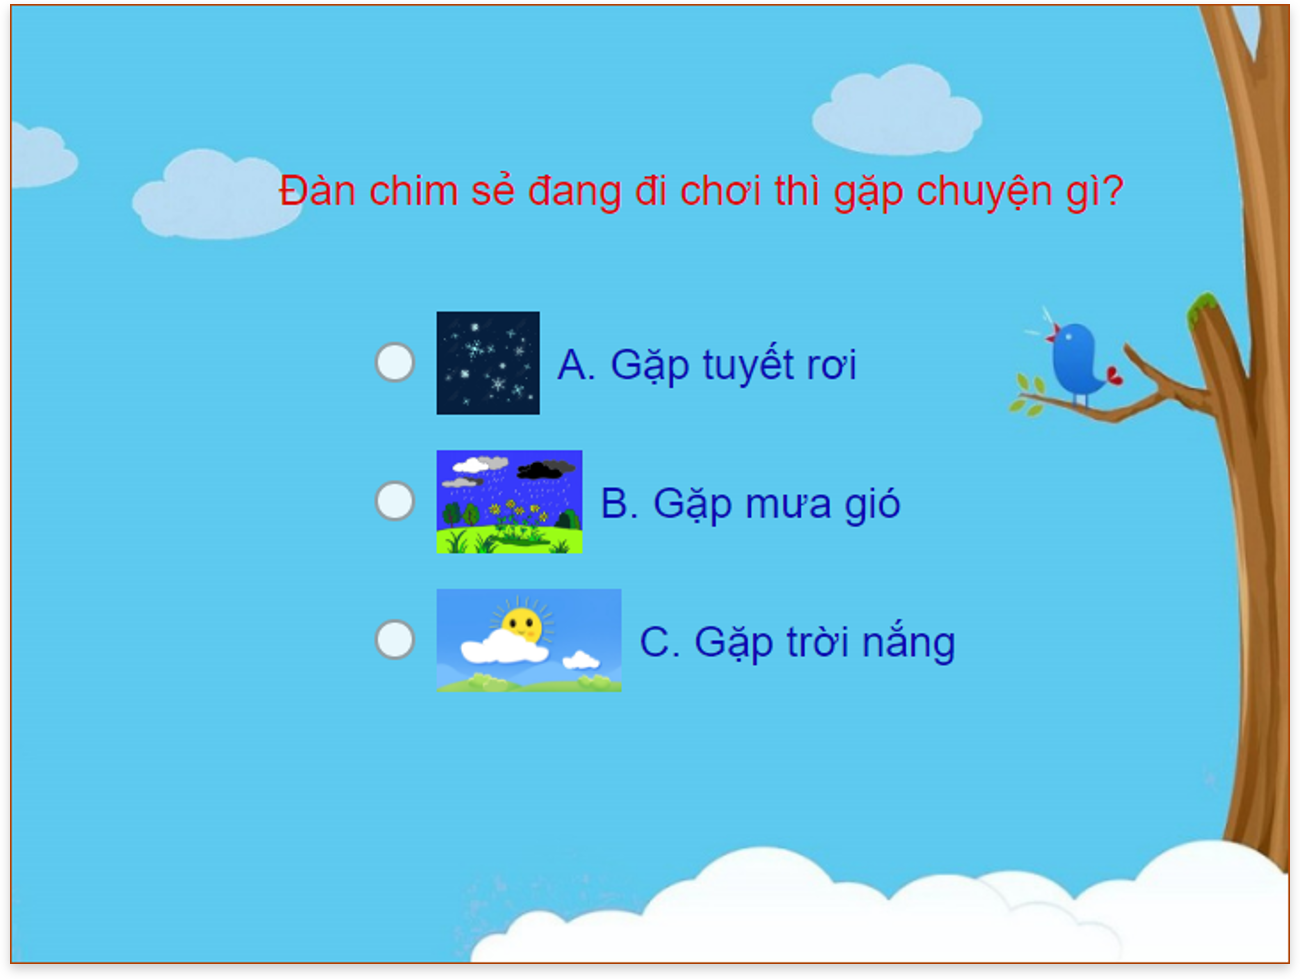 Đàn chim sẻ đang đi chơi thì gặp chuyện gì?
A. Gặp tuyết rơi
B. Gặp mưa gió
C. Gặp trời nắng